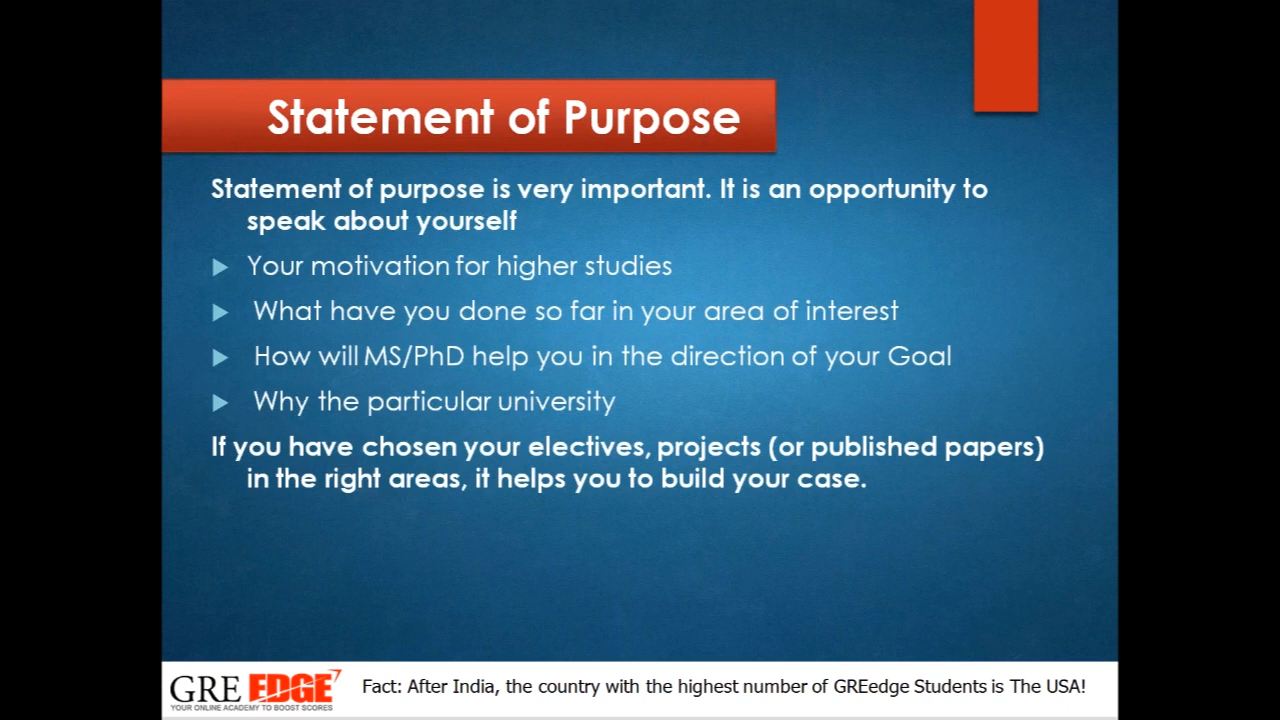 Statement of Purpose
Statement of purpose is very important. It is an opportunity to
speak about yourself
Your motivation for higher studies
What have you done so far in your area of interest
How will MS/PhD help you in the direction of your Goal
Why the particular university
If you have chosen your electives, projects (or published papers)
in the right areas, it helps you to build your case.
GRE EDGE
YOUR ONLINE ACADEMY TO BOOST SCORES
Fact: After India, the country with the highest number of GREedge Students is The USA!